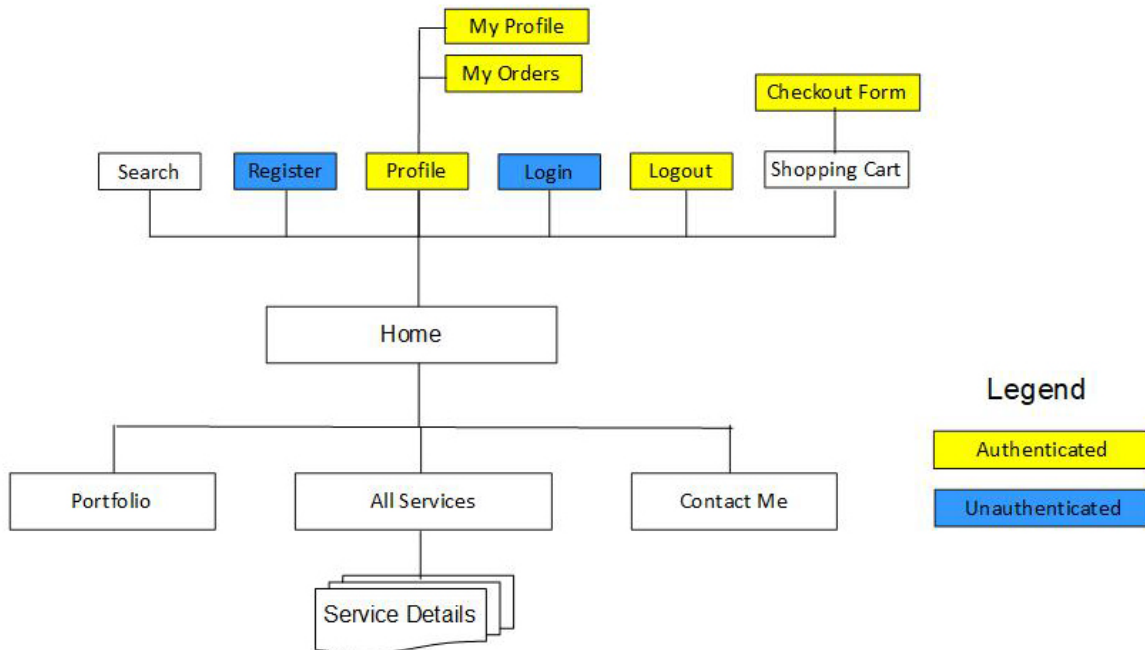 My Profile
My Orders
Checkout Form
Search
Register
Profile
Login
Logout
Shopping Cart
Home
Legend
Authenticated
Portfolio
All Services
Contact Me
Unauthenticated
Service Details